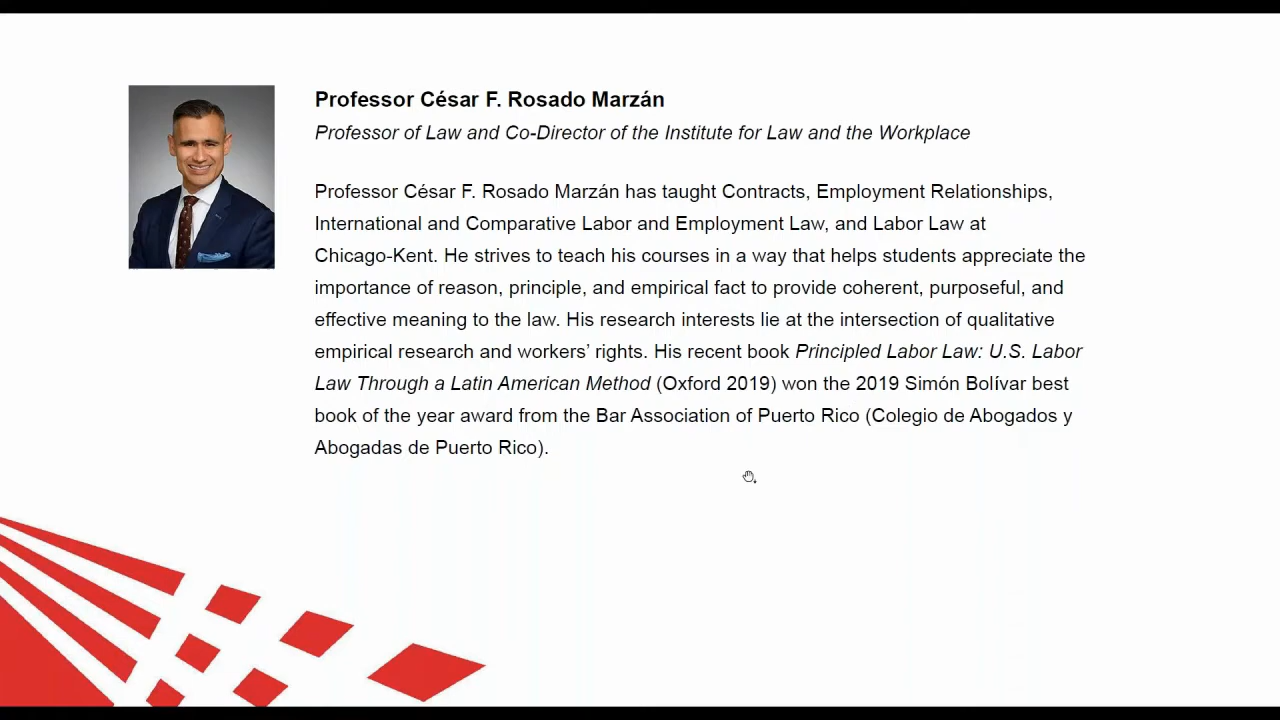 Professor César F. Rosado Marzán
Professor of Law and Co-Director of the Institute for Law and the Workplace
Professor César F. Rosado Marzán has taught Contracts, Employment Relationships,
International and Comparative Labor and Employment Law, and Labor Law at
Chicago-Kent. He strives to teach his courses in a way that helps students appreciate the
importance of reason, principle, and empirical fact to provide coherent, purposeful, and
effective meaning to the law. His research interests lie at the intersection of qualitative
empirical research and workers’ rights. His recent book Principled Labor Law: U.S. Labor
Law Through a Latin American Method (Oxford 2019) won the 2019 Simón Bolívar best
book of the year award from the Bar Association of Puerto Rico (Colegio de Abogados y
Abogadas de Puerto Rico).